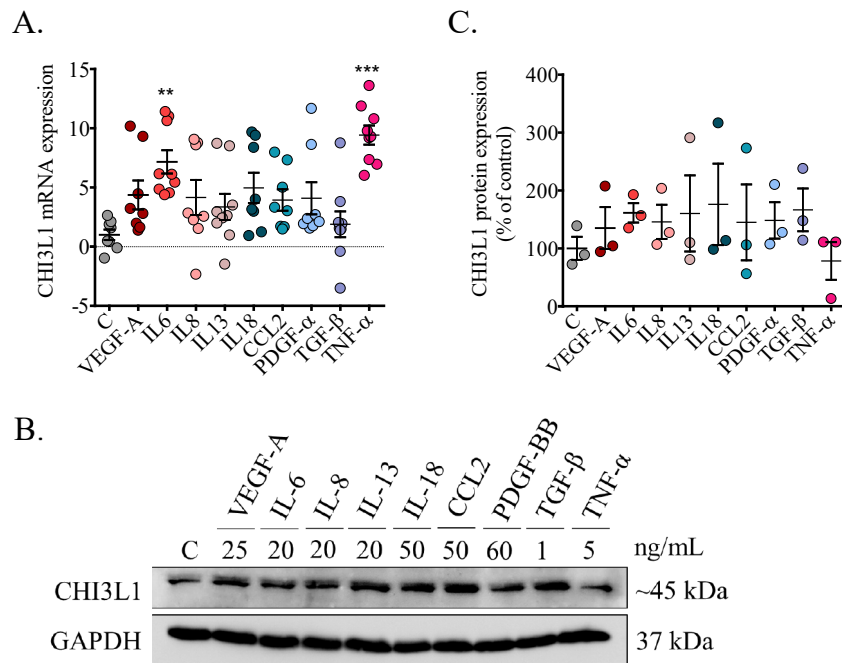 A.
CHI3L1 mRNA expression
15
10
5
0
-5
**
***
C
VEGF-A
IL6
IL8
IL13
IL18
CCL2
PDGF-α
TGF-β
TNF-α
C.
CHI3L1 protein expression
(% of control)
400
300
200
100
0
C
VEGF-A
IL6
IL8
IL13
IL18
CCL2
PDGF-α
TGF-β
TNF-α
B.
VEGF-A IL-6 IL-8 IL-13 IL-18 CCL2 PDGF-BB TGF-β TNF-α
C 25 20 20 20 50 50 60 1 5 ng/mL
CHI3L1 ~45 kDa
GAPDH 37 kDa